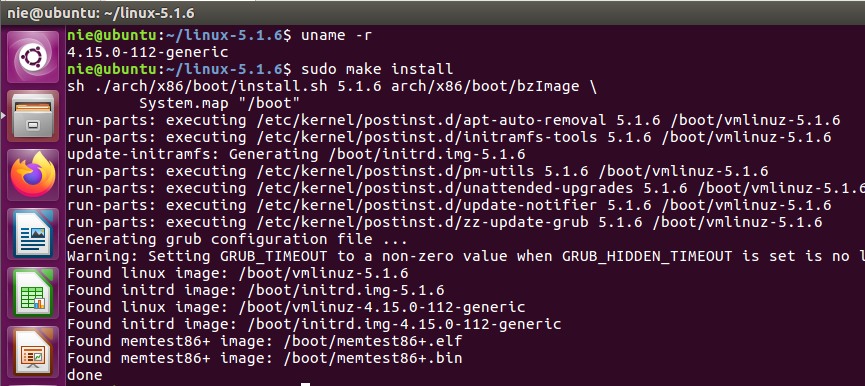 nie@ubuntu: ~/linux-5.1.6
nie@ubuntu:~/linux-5.1.6$ uname -r
4.15.0-112-generic
nie@ubuntu:~/linux-5.1.6$ sudo make install
sh ./arch/x86/boot/install.sh 5.1.6 arch/x86/boot/bzImage \
        System.map "/boot"
run-parts: executing /etc/kernel/postinst.d/apt-auto-removal 5.1.6 /boot/vmlinuz-5.1.6
run-parts: executing /etc/kernel/postinst.d/initramfs-tools 5.1.6 /boot/vmlinuz-5.1.6
update-initramfs: Generating /boot/initrd.img-5.1.6
run-parts: executing /etc/kernel/postinst.d/pm-utils 5.1.6 /boot/vmlinuz-5.1.6
run-parts: executing /etc/kernel/postinst.d/unattended-upgrades 5.1.6 /boot/vmlinuz-5.1.6
run-parts: executing /etc/kernel/postinst.d/update-notifier 5.1.6 /boot/vmlinuz-5.1.6
run-parts: executing /etc/kernel/postinst.d/zz-update-grub 5.1.6 /boot/vmlinuz-5.1.6
Generating grub configuration file ...
Warning: Setting GRUB_TIMEOUT to a non-zero value when GRUB_HIDDEN_TIMEOUT is set is no l
Found linux image: /boot/vmlinuz-5.1.6
Found initrd image: /boot/initrd.img-5.1.6
Found linux image: /boot/vmlinuz-4.15.0-112-generic
Found initrd image: /boot/initrd.img-4.15.0-112-generic
Found memtest86+ image: /boot/memtest86+.elf
Found memtest86+ image: /boot/memtest86+.bin
done